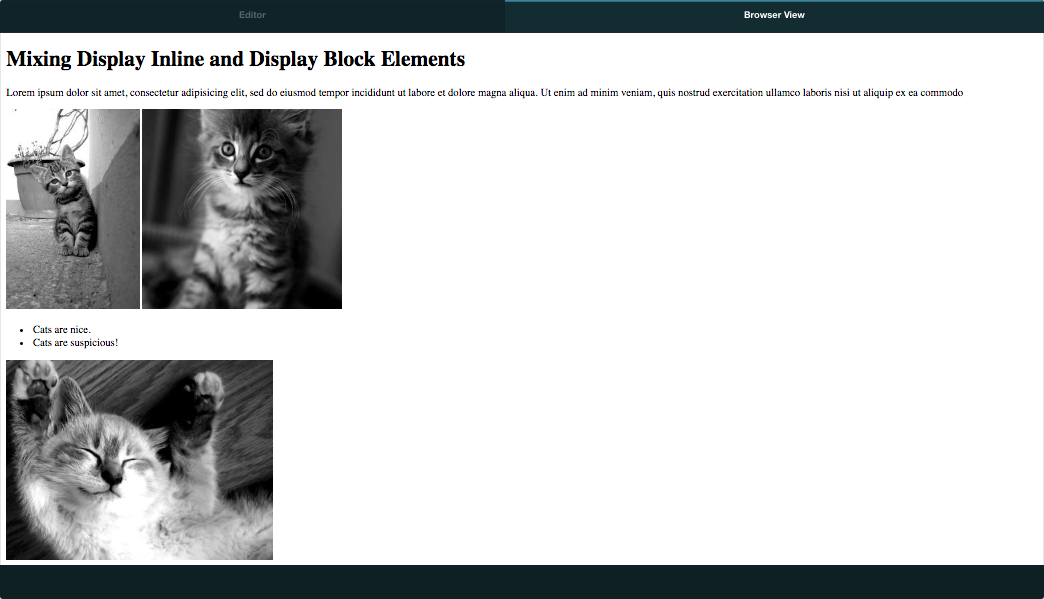 Editor
Browser View
Mixing Display Inline and Display Block Elements
Lorem ipsum dolor sit amet, consectetur adipisicing elit, sed do eiusmod tempor incididunt ut labore et dolore magna aliqua. Ut enim ad minim veniam, quis nostrud exercitation ullamco laboris nisi ut aliquip ex ea commodo
• Cats are nice.
• Cats are suspicious!